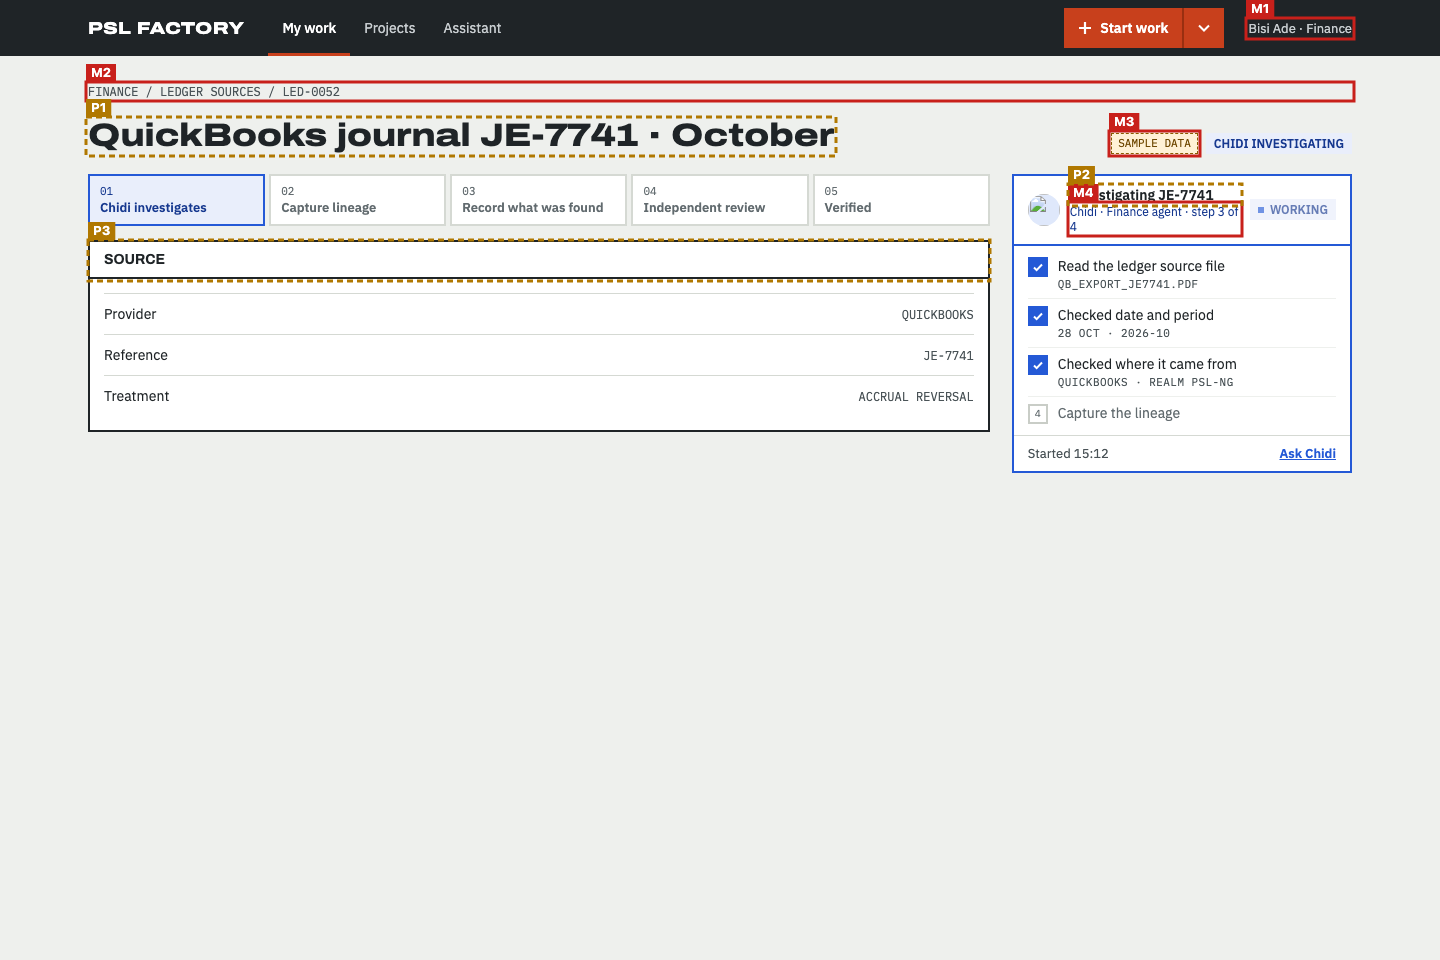 PSL FACTORY
My work
Projects
Assistant
Start work
M1
Bisi Ade · Finance
M2
FINANCE / LEDGER SOURCES / LED-0052
P1
QuickBooks journal JE-7741 · October
M3
SAMPLE DATA
CHIDI INVESTIGATING
01
Chidi investigates
02
Capture lineage
03
Record what was found
04
Independent review
05
Verified
P3
SOURCE
Provider
QUICKBOOKS
Reference
JE-7741
Treatment
ACCRUAL REVERSAL
P2
M4
JE-7741
Chidi · Finance agent · step 3 of
4
WORKING
Read the ledger source file
QB_EXPORT_JE7741.PDF
Checked date and period
28 OCT · 2026-10
Checked where it came from
QUICKBOOKS · REALM PSL-NG
4
Capture the lineage
Started 15:12
Ask Chidi